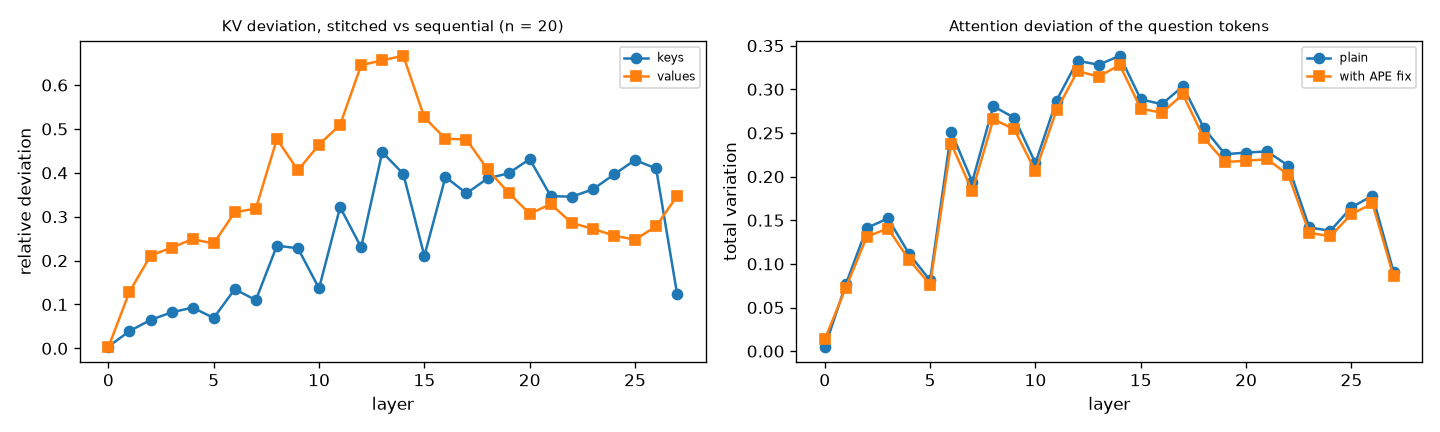 KV deviation, stitched vs sequential (n = 20)
keys
values
relative deviation
0.6
0.5
0.4
0.3
0.2
0.1
0.0
0 5 10 15 20 25
layer
Attention deviation of the question tokens
plain
with APE fix
total variation
0.35
0.30
0.25
0.20
0.15
0.10
0.05
0.00
0 5 10 15 20 25
layer